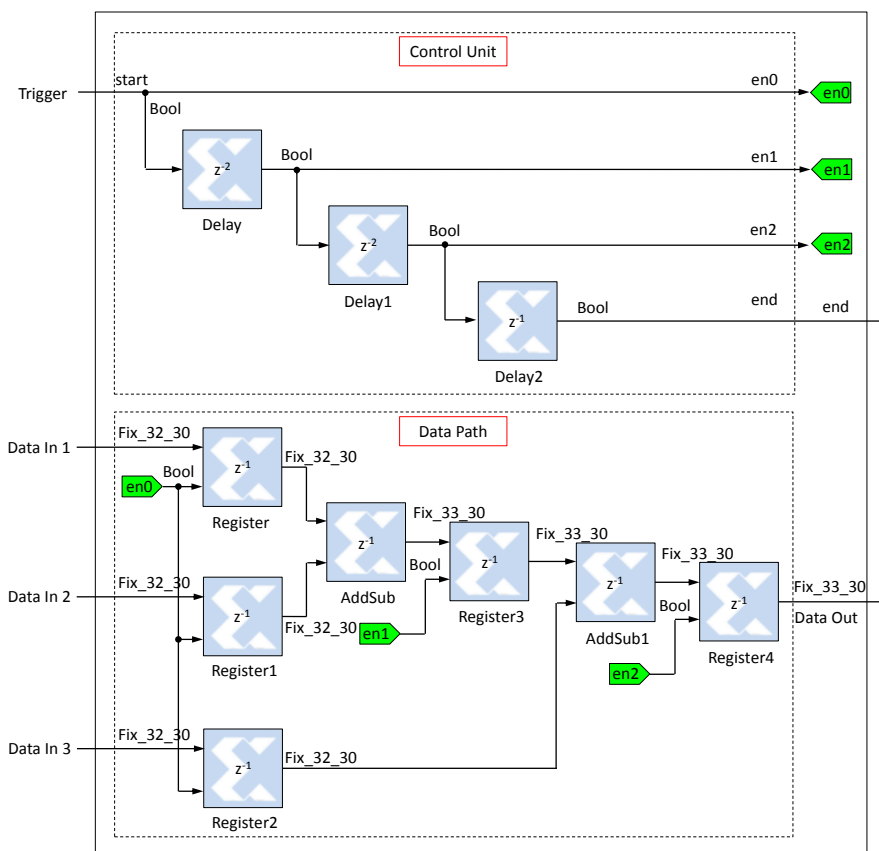 Control Unit
Trigger
start
en0
en0
Bool
z-2
Delay
Bool
en1
en1
z-2
Delay1
Bool
en2
en2
z-1
Delay2
Bool
end
end
Data Path
Data In 1
Fix_32_30
z-1
Fix_32_30
en0
Bool
Register
z-1
AddSub
Fix_33_30
Bool
z-1
Register3
Fix_33_30
z-1
AddSub1
Fix_33_30
Bool
z-1
Register4
Fix_33_30
Data Out
Data In 2
Fix_32_30
z-1
Fix_32_30
Register1
en1
en2
Data In 3
Fix_32_30
z-1
Fix_32_30
Register2